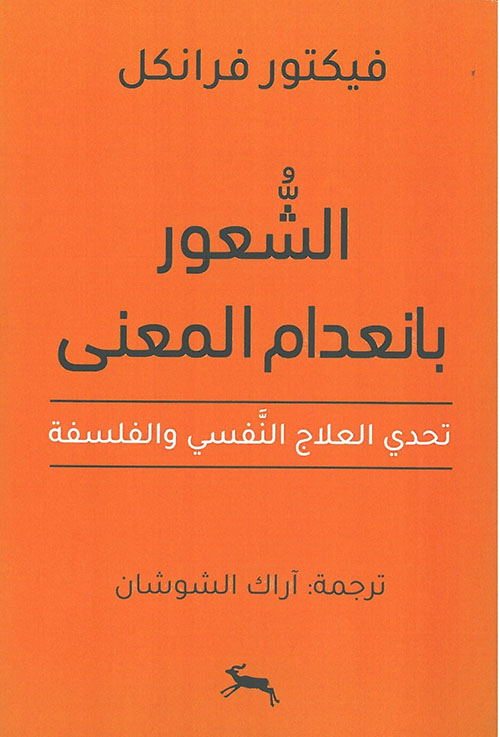 فيكتور فرانكل
الشُّعور
بانعدام المعنى
تحدي العلاج النَّفسي والفلسفة
ترجمة: آراك الشوشان